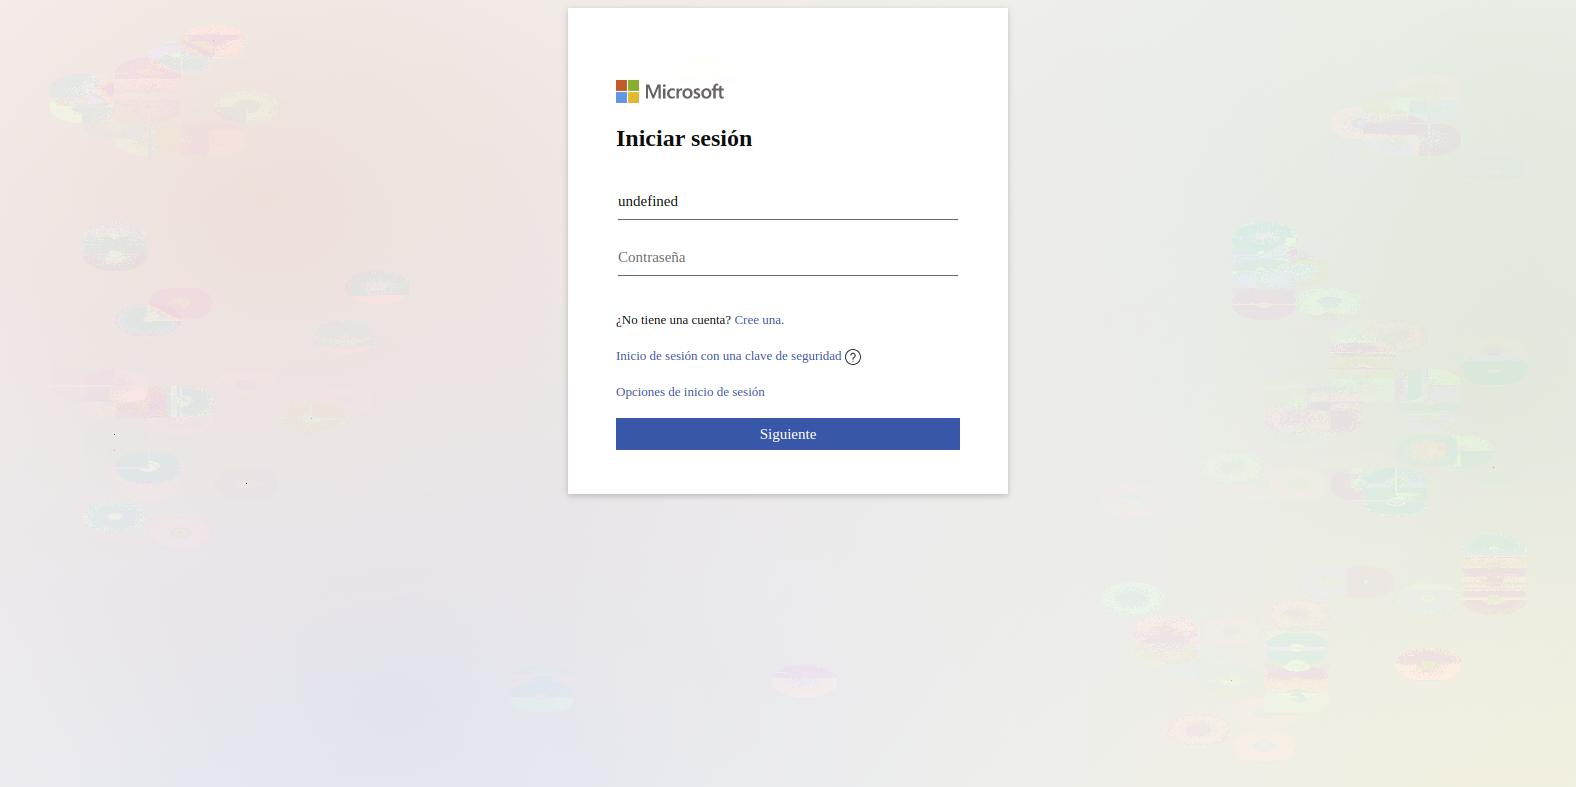 Microsoft
Iniciar sesión
undefined
Contraseña
¿No tiene una cuenta? Cree una.
Inicio de sesión con una clave de seguridad ?
Opciones de inicio de sesión
Siguiente